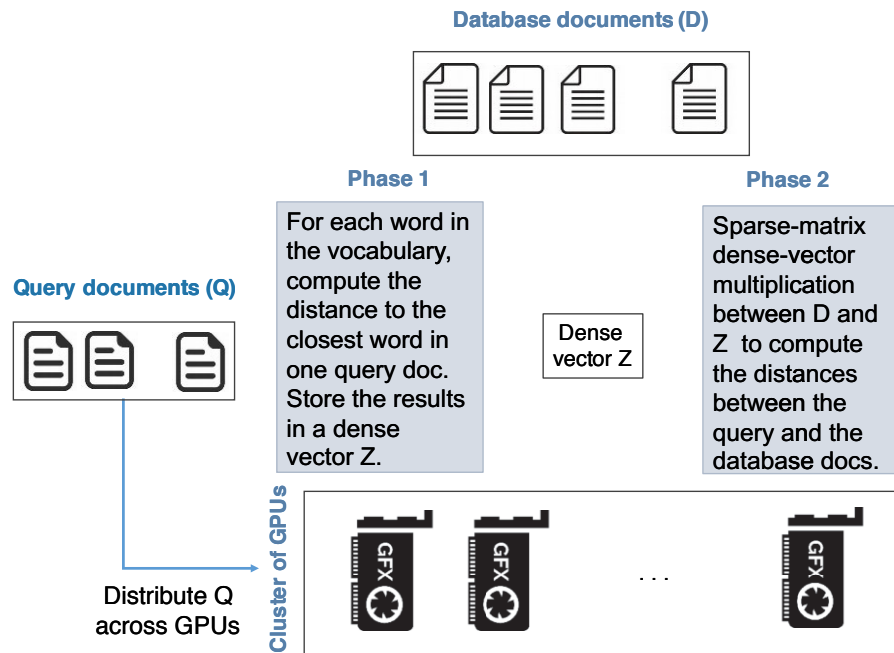 Database documents (D)
Phase 1
Phase 2
For each word in
the vocabulary,
compute the
distance to the
closest word in
one query doc.
Store the results
in a dense
vector Z.
Sparse-matrix
dense-vector
multiplication
between D and
Z to compute
the distances
between the
query and the
database docs.
Query documents (Q)
Dense
vector Z
Cluster of GPUs
GFX
GFX
. . .
GFX
Distribute Q
across GPUs